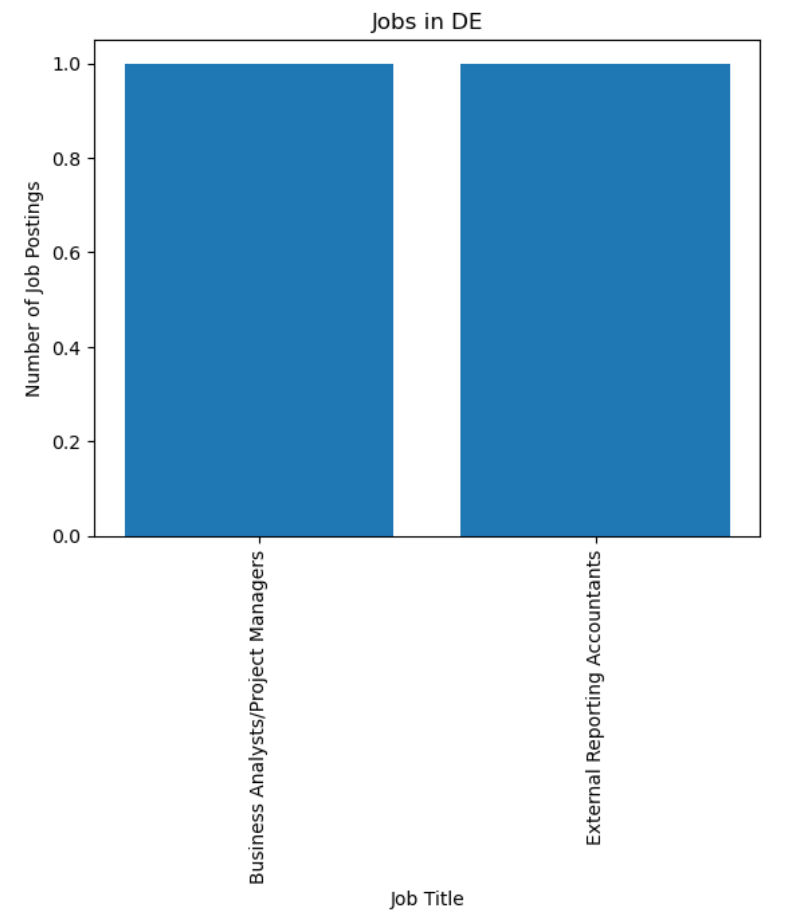 Jobs in DE
Number of Job Postings
1.0
0.8
0.6
0.4
0.2
0.0
Business Analysts/Project Managers
External Reporting Accountants
Job Title